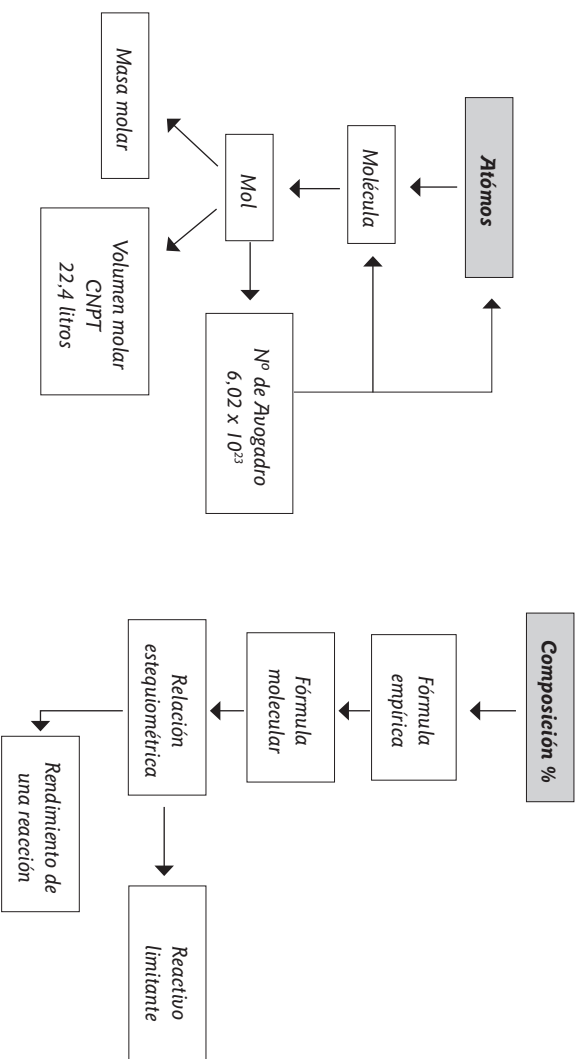 Atómos
Molécula
Mol
Masa molar
Volumen molar
CNPT
22,4 litros
Nº de Avogadro
6,02 x 10²³
Composición %
Fórmula
empírica
Fórmula
molecular
Relación
estequiométrica
Rendimiento de
una reacción
Reactivo
limitante